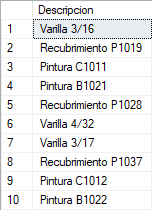 Descripcion
1 Varilla 3/16
2 Recubrimiento P1019
3 Pintura C1011
4 Pintura B1021
5 Recubrimiento P1028
6 Varilla 4/32
7 Varilla 3/17
8 Recubrimiento P1037
9 Pintura C1012
10 Pintura B1022